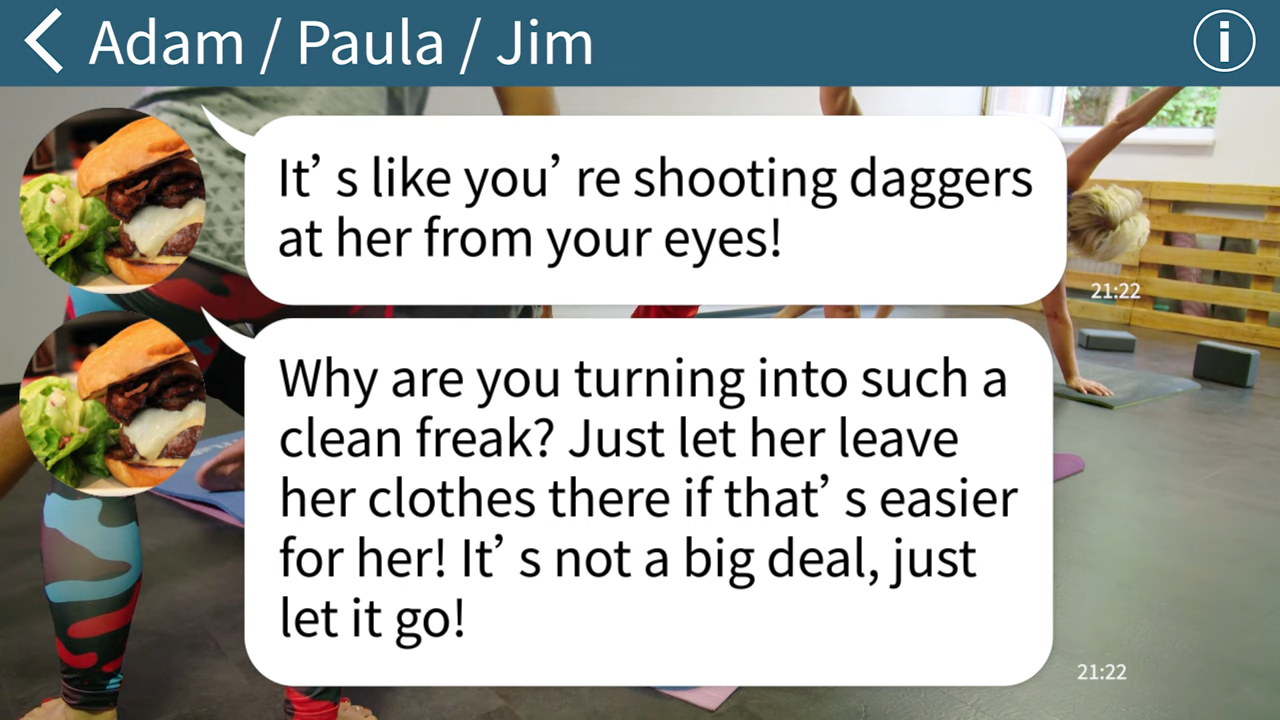 Adam / Paula / Jim
It’s like you’re shooting daggers
at her from your eyes!
21:22
Why are you turning into such a
clean freak? Just let her leave
her clothes there if that’s easier
for her! It’s not a big deal, just
let it go!
21:22